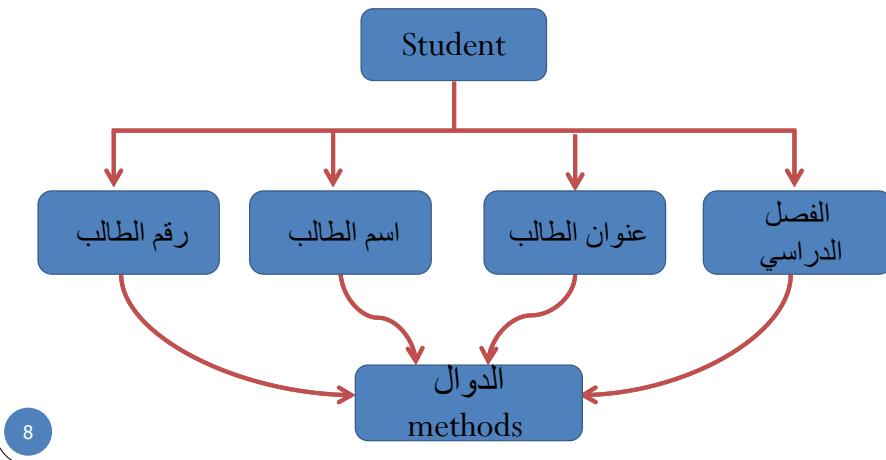 Student
الفصل
الدراسي
عنوان الطالب
اسم الطالب
رقم الطالب
الدوال
methods
8